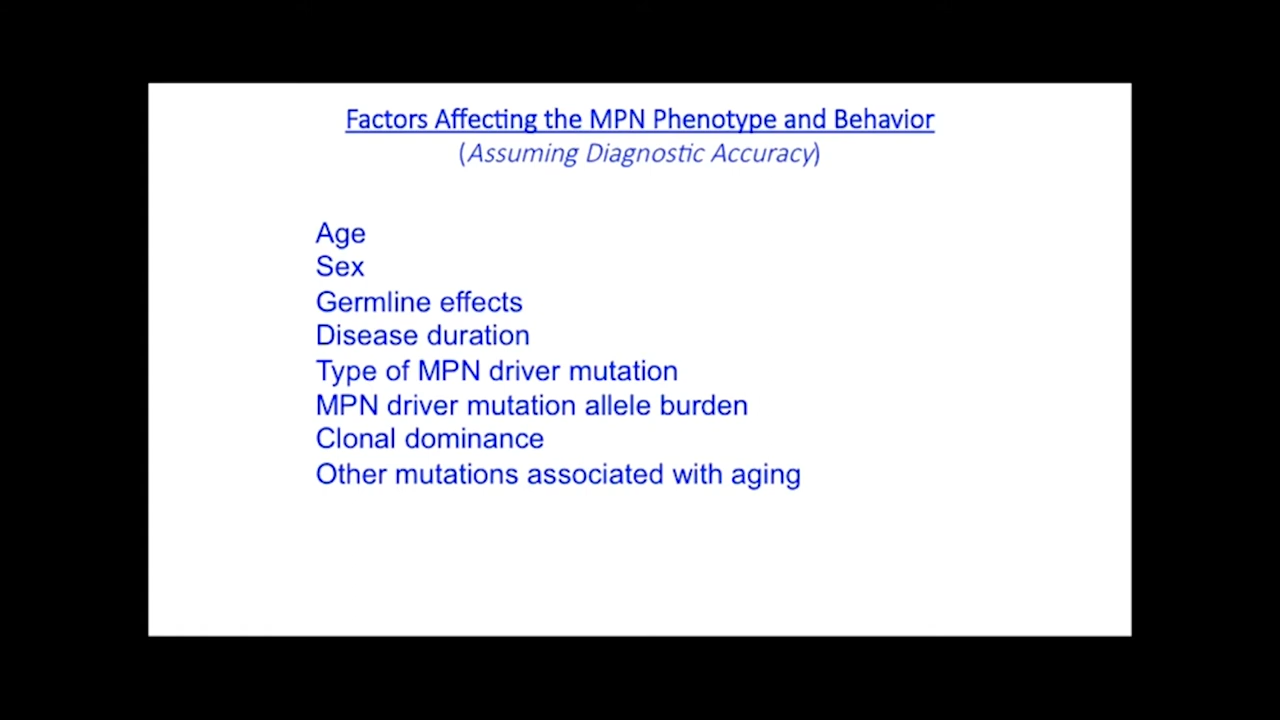 Factors Affecting the MPN Phenotype and Behavior
(Assuming Diagnostic Accuracy)
Age
Sex
Germline effects
Disease duration
Type of MPN driver mutation
MPN driver mutation allele burden
Clonal dominance
Other mutations associated with aging